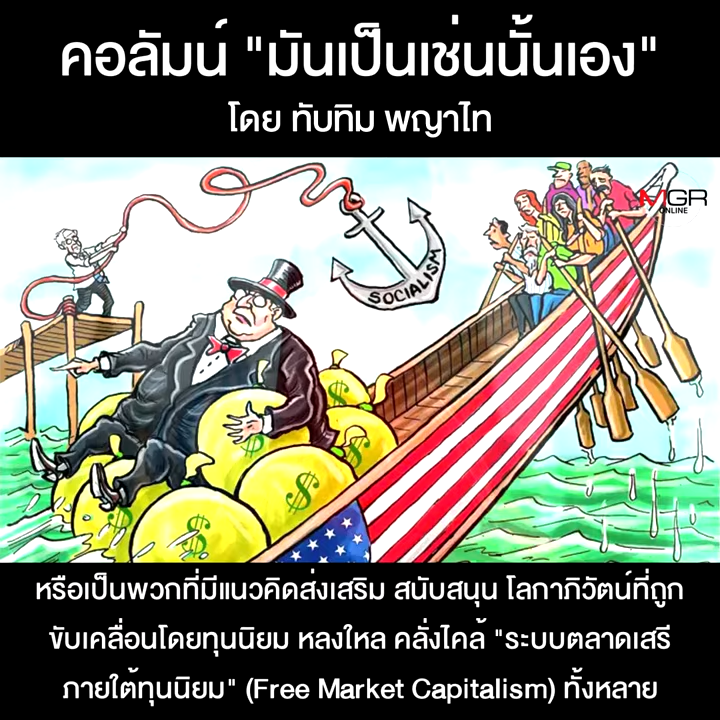 คอลัมน์ "มันเป็นเช่นนั้นเอง"
โดย ทับทิม พญาไท
MGR
ONLINE
SOCIALISM
$
$
$
$
$
หรือเป็นพวกที่มีแนวคิดส่งเสริม สนับสนุน โลกาภิวัตน์ที่ถูก
ขับเคลื่อนโดยทุนนิยม หลงใหล คลั่งไคล้ "ระบบตลาดเสรี
ภายใต้ทุนนิยม" (Free Market Capitalism) ทั้งหลาย